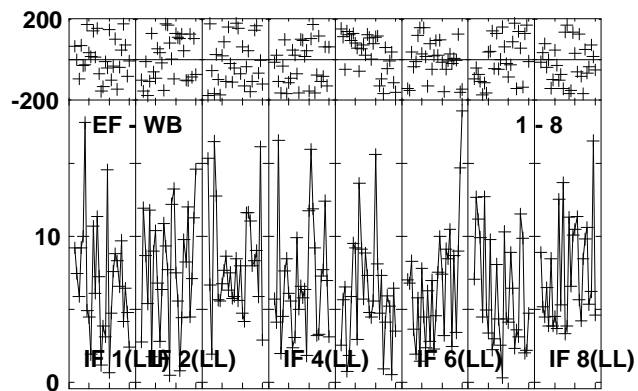 200
-200
EF - WB 1 - 8
10
0
IF 1(LL) IF 2(LL) IF 4(LL) IF 6(LL) IF 8(LL)